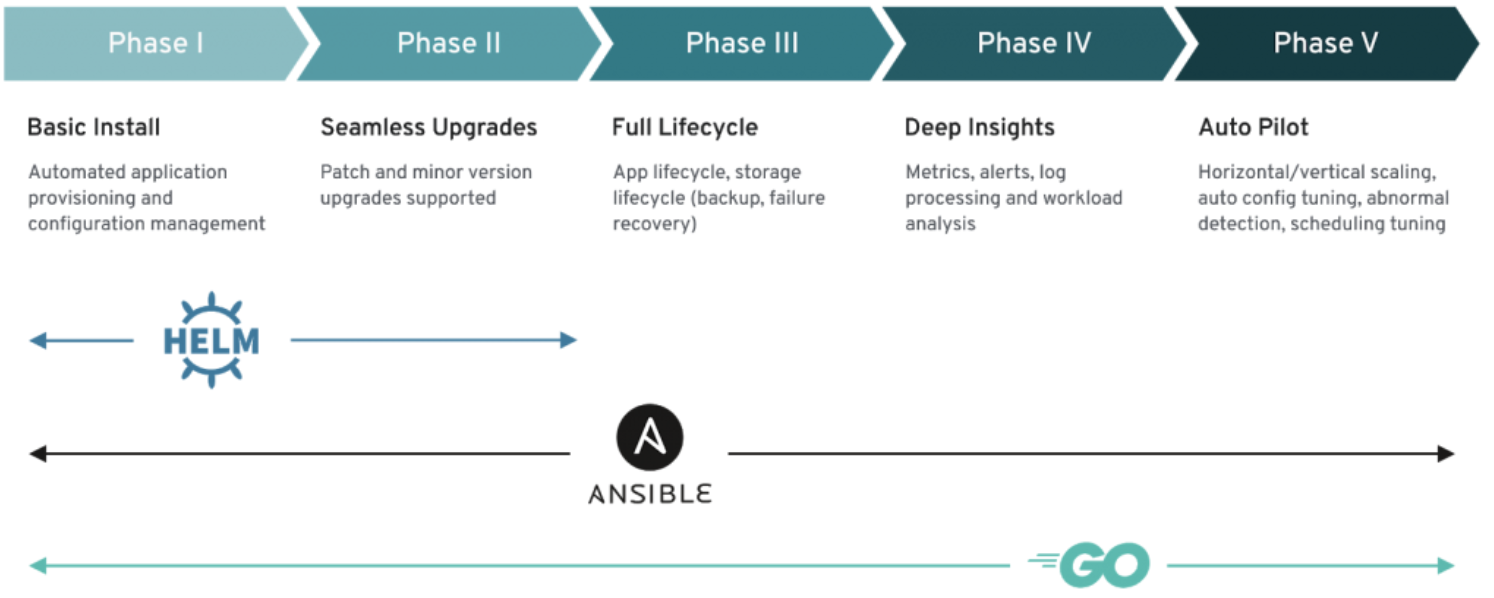 Phase I
Phase II
Phase III
Phase IV
Phase V
Basic Install
Automated application
provisioning and
configuration management
Seamless Upgrades
Patch and minor version
upgrades supported
Full Lifecycle
App lifecycle, storage
lifecycle (backup, failure
recovery)
Deep Insights
Metrics, alerts, log
processing and workload
analysis
Auto Pilot
Horizontal/vertical scaling,
auto config tuning, abnormal
detection, scheduling tuning
HELM
A
ANSIBLE
GO